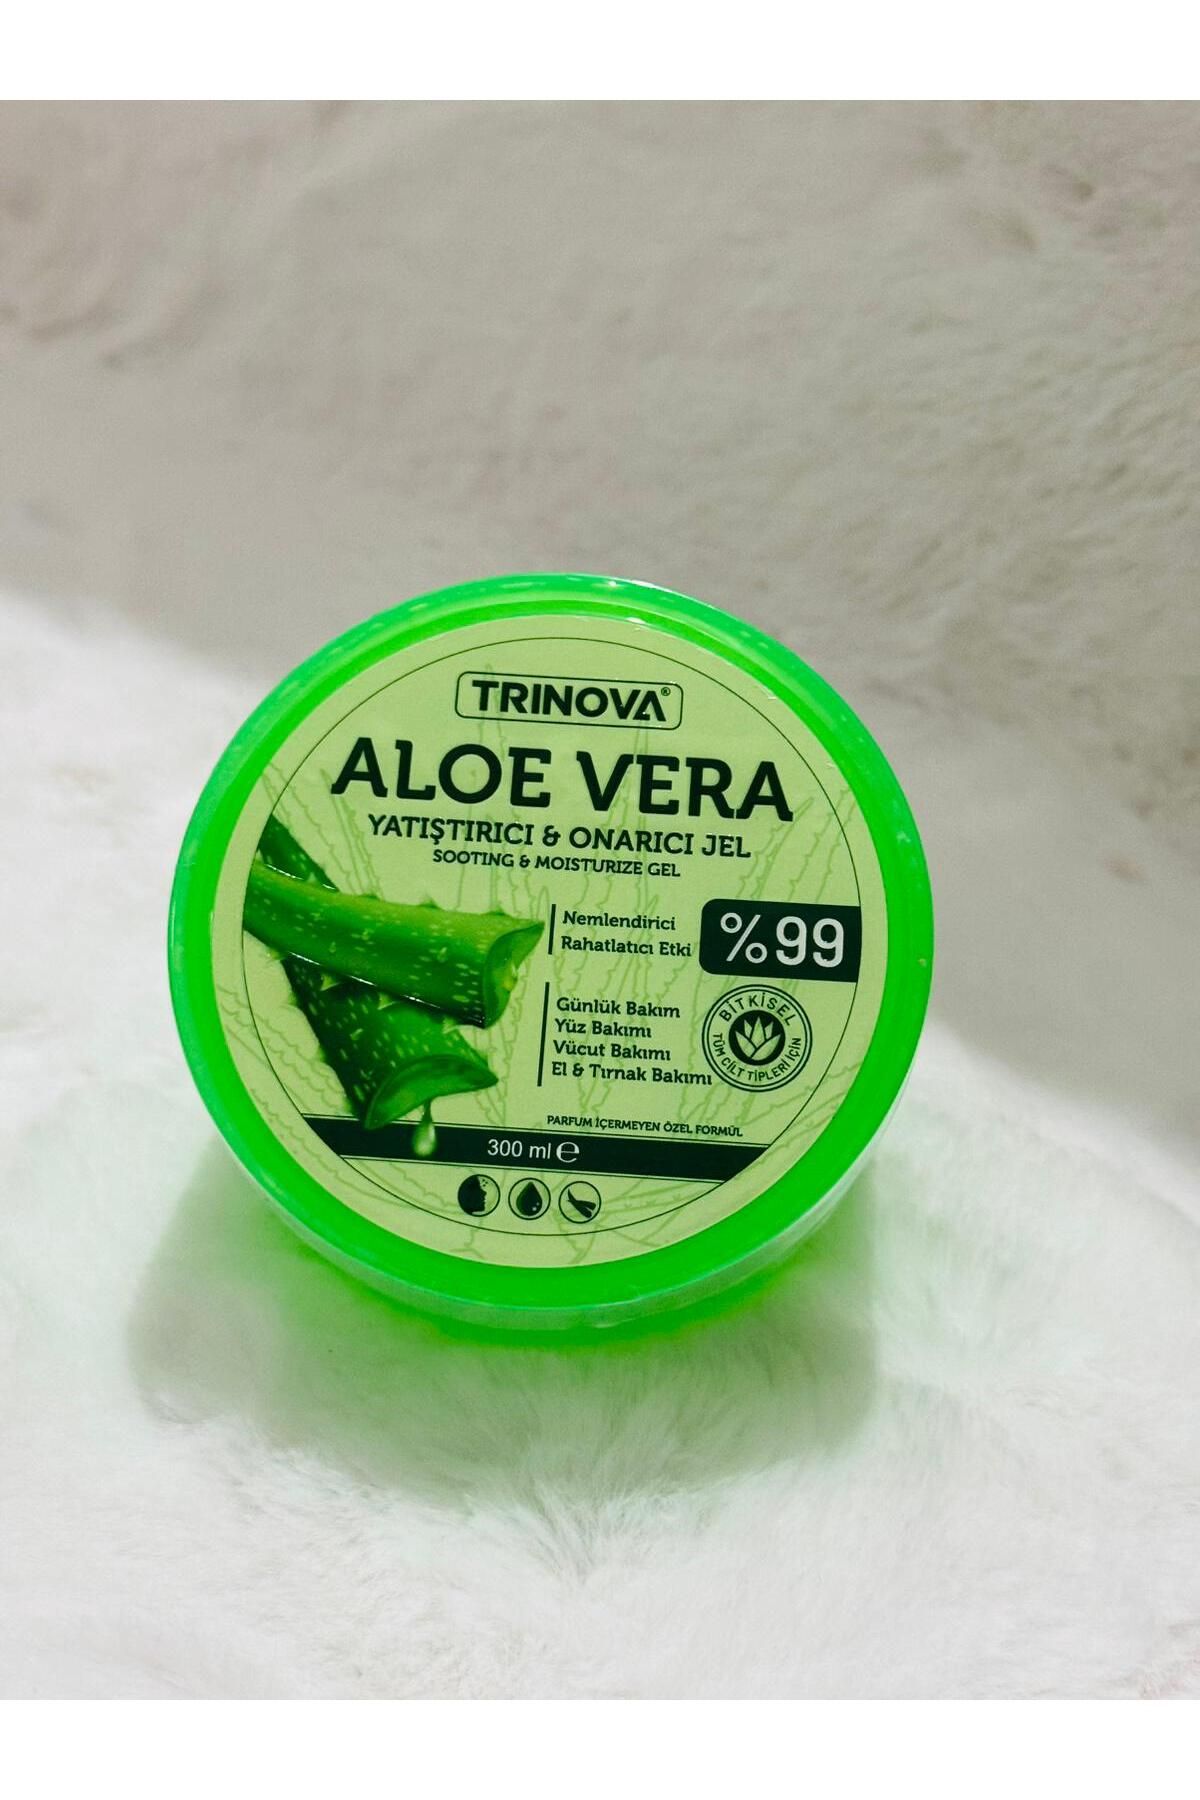 TRINOVA®
ALOE VERA
YATIŞTIRICI & ONARICI JEL
SOOTING & MOISTURIZE GEL
Nemlendirici
Rahatlatıcı Etki
%99
Günlük Bakım
Yüz Bakımı
Vücut Bakımı
El & Tırnak Bakımı
BİTKİSEL
TÜM CİLT TİPLERİ İÇİN
PARFUM İÇERMEYEN ÖZEL FORMÜL
300 ml ℮